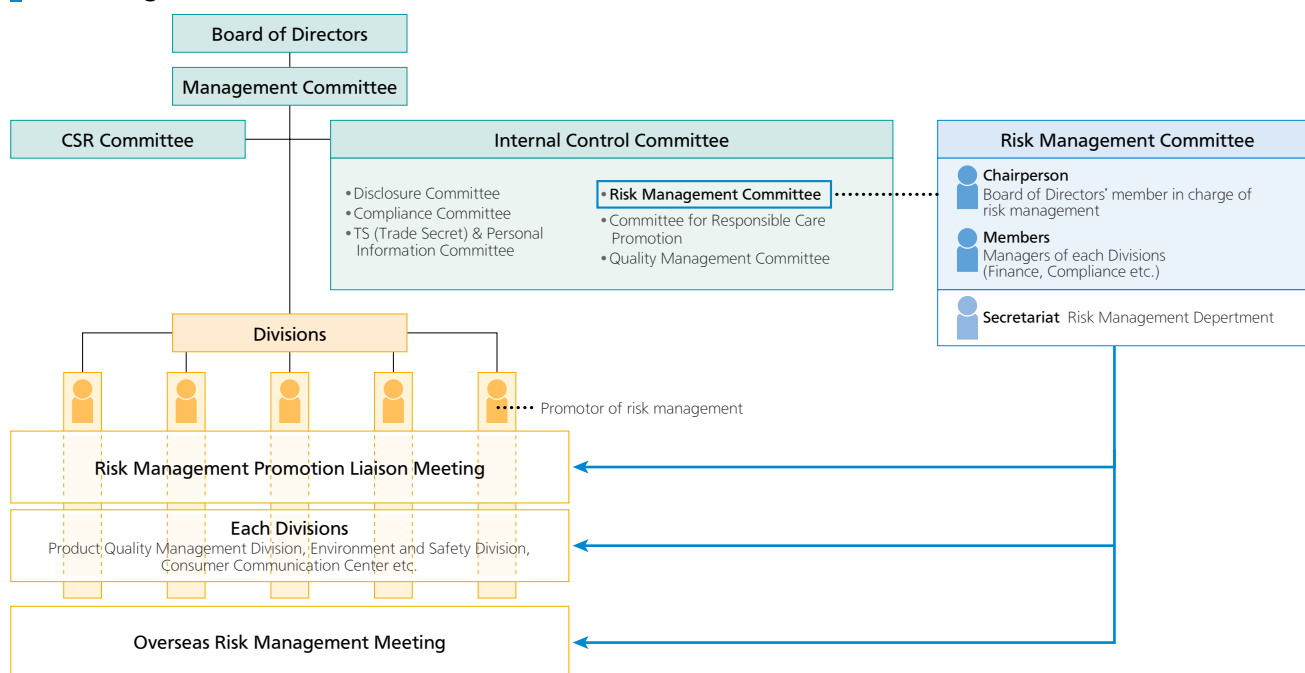 Board of Directors
Management Committee
CSR Committee
Internal Control Committee
• Disclosure Committee
• Compliance Committee
• TS (Trade Secret) & Personal
Information Committee
• Risk Management Committee
• Committee for Responsible Care
Promotion
• Quality Management Committee
Risk Management Committee
Chairperson
Board of Directors' member in charge of
risk management
Members
Managers of each Divisions
(Finance, Compliance etc.)
Secretariat Risk Management Depertment
Divisions
Promotor of risk management
Risk Management Promotion Liaison Meeting
Each Divisions
Product Quality Management Division, Environment and Safety Division,
Consumer Communication Center etc.
Overseas Risk Management Meeting